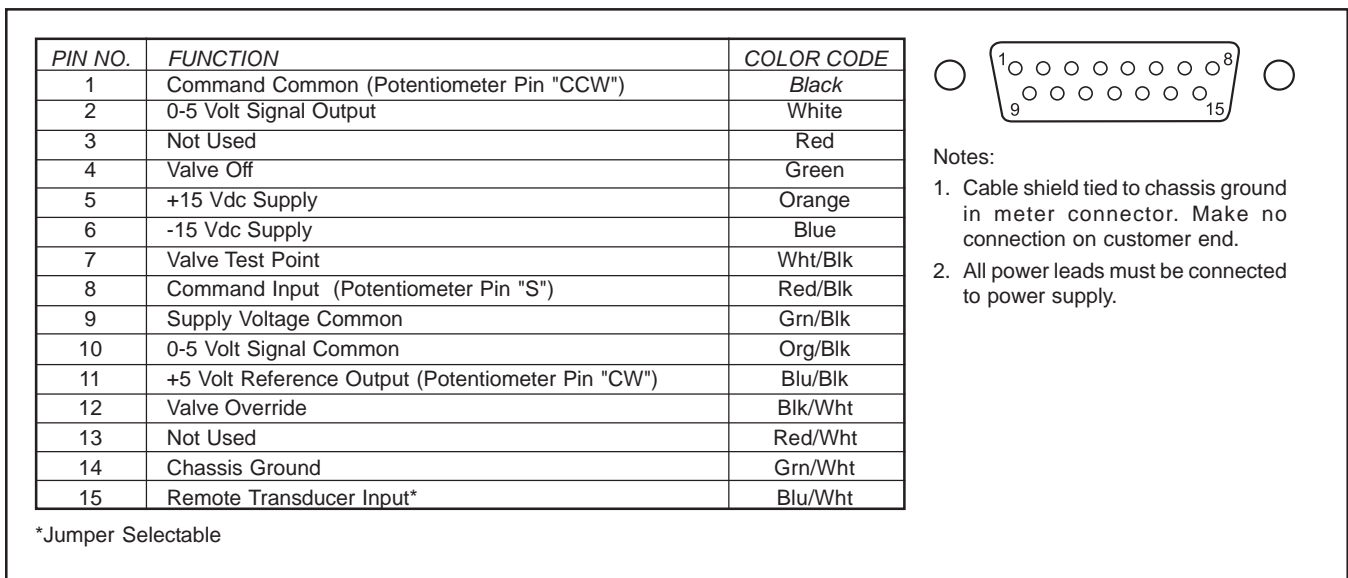 PIN NO. FUNCTION COLOR CODE
1 Command Common (Potentiometer Pin "CCW") Black
2 0-5 Volt Signal Output White
3 Not Used Red
4 Valve Off Green
5 +15 Vdc Supply Orange
6 -15 Vdc Supply Blue
7 Valve Test Point Wht/Blk
8 Command Input (Potentiometer Pin "S") Red/Blk
9 Supply Voltage Common Grn/Blk
10 0-5 Volt Signal Common Org/Blk
11 +5 Volt Reference Output (Potentiometer Pin "CW") Blu/Blk
12 Valve Override Blk/Wht
13 Not Used Red/Wht
14 Chassis Ground Grn/Wht
15 Remote Transducer Input* Blu/Wht
*Jumper Selectable
1 8
9 15
Notes:
1. Cable shield tied to chassis ground
in meter connector. Make no
connection on customer end.
2. All power leads must be connected
to power supply.